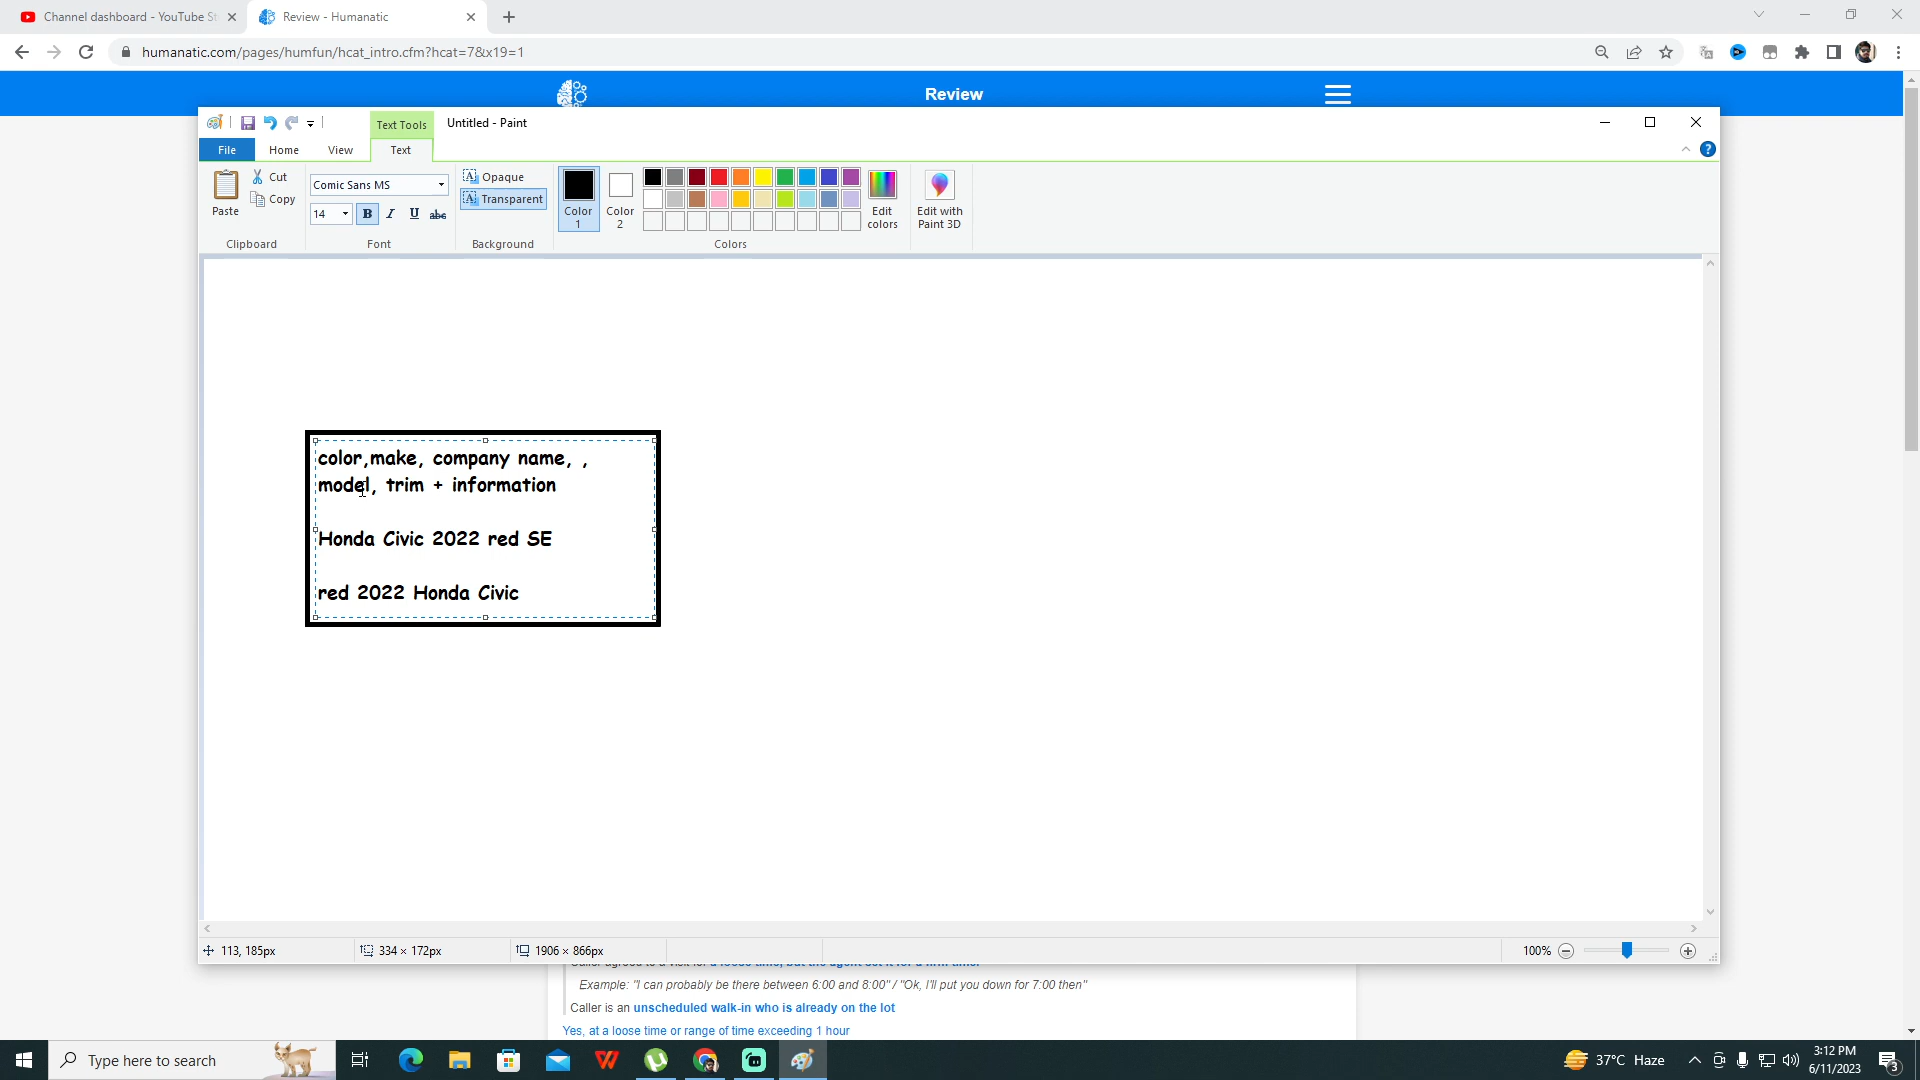 Channel dashboard - YouTube St
Review - Humanatic
humanatic.com/pages/humfun/hcat_intro.cfm?hcat=7&x19=1
Review
Text Tools
Untitled - Paint
File
Home
View
Text
Paste
Cut
Copy
Clipboard
Comic Sans MS
14
B I U abc
Font
Opaque
Transparent
Background
Color 1
Color 2
Colors
Edit colors
Edit with Paint 3D
color,make, company name, ,
model, trim + information
Honda Civic 2022 red SE
red 2022 Honda Civic
113, 185px
334 × 172px
1906 × 866px
100%
Example: "I can probably be there between 6:00 and 8:00" / "Ok, I'll put you down for 7:00 then"
Caller is an unscheduled walk-in who is already on the lot
Yes, at a loose time or range of time exceeding 1 hour
Type here to search
37°C Haze
3:12 PM
6/11/2023
3